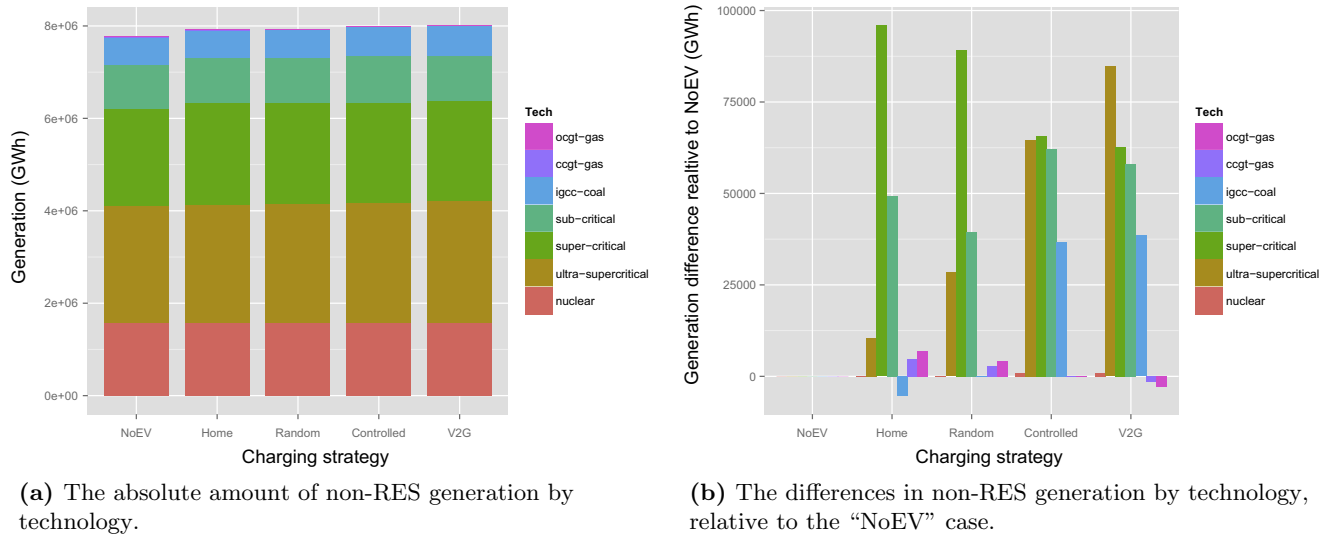 8e+06
6e+06
4e+06
2e+06
0e+00
Generation (GWh)
NoEV Home Random Controlled V2G
Charging strategy
Tech
ocgt-gas
ccgt-gas
igcc-coal
sub-critical
super-critical
ultra-supercritical
nuclear
(a) The absolute amount of non-RES generation by
technology.
100000
75000
50000
25000
0
Generation difference realtive to NoEV (GWh)
NoEV Home Random Controlled V2G
Charging strategy
Tech
ocgt-gas
ccgt-gas
igcc-coal
sub-critical
super-critical
ultra-supercritical
nuclear
(b) The differences in non-RES generation by technology,
relative to the “NoEV” case.